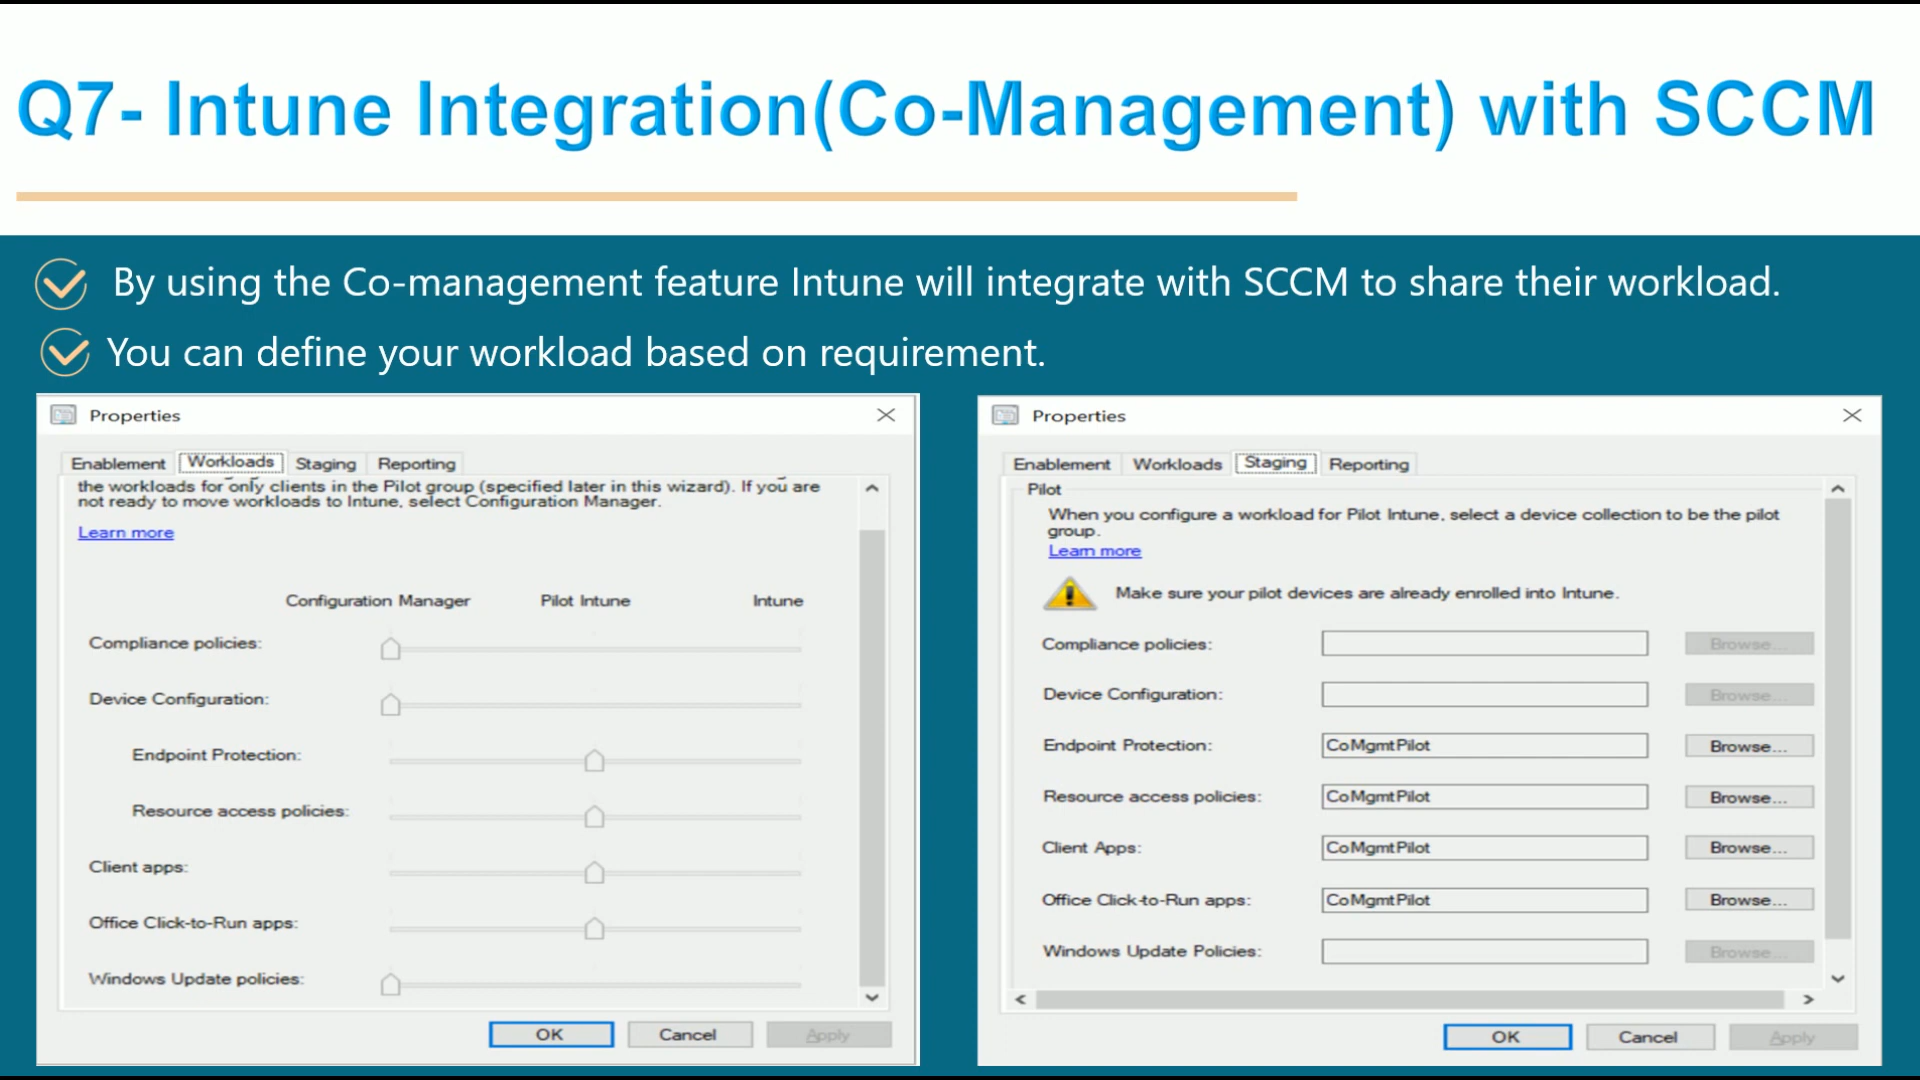 Q7- Intune Integration(Co-Management) with SCCM
By using the Co-management feature Intune will integrate with SCCM to share their workload.
You can define your workload based on requirement.
Properties
Enablement Workloads Staging Reporting
the workloads for only clients in the Pilot group (specified later in this wizard). If you are
not ready to move workloads to Intune, select Configuration Manager.
Learn more
Configuration Manager Pilot Intune Intune
Compliance policies:
Device Configuration:
Endpoint Protection:
Resource access policies:
Client apps:
Office Click-to-Run apps:
Windows Update policies:
OK Cancel Apply
Properties
Enablement Workloads Staging Reporting
Pilot
When you configure a workload for Pilot Intune, select a device collection to be the pilot
group.
Learn more
Make sure your pilot devices are already enrolled into Intune.
Compliance policies: Browse...
Device Configuration: Browse...
Endpoint Protection: CoMgmtPilot Browse...
Resource access policies: CoMgmtPilot Browse...
Client Apps: CoMgmtPilot Browse...
Office Click-to-Run apps: CoMgmtPilot Browse...
Windows Update Policies: Browse...
OK Cancel Apply